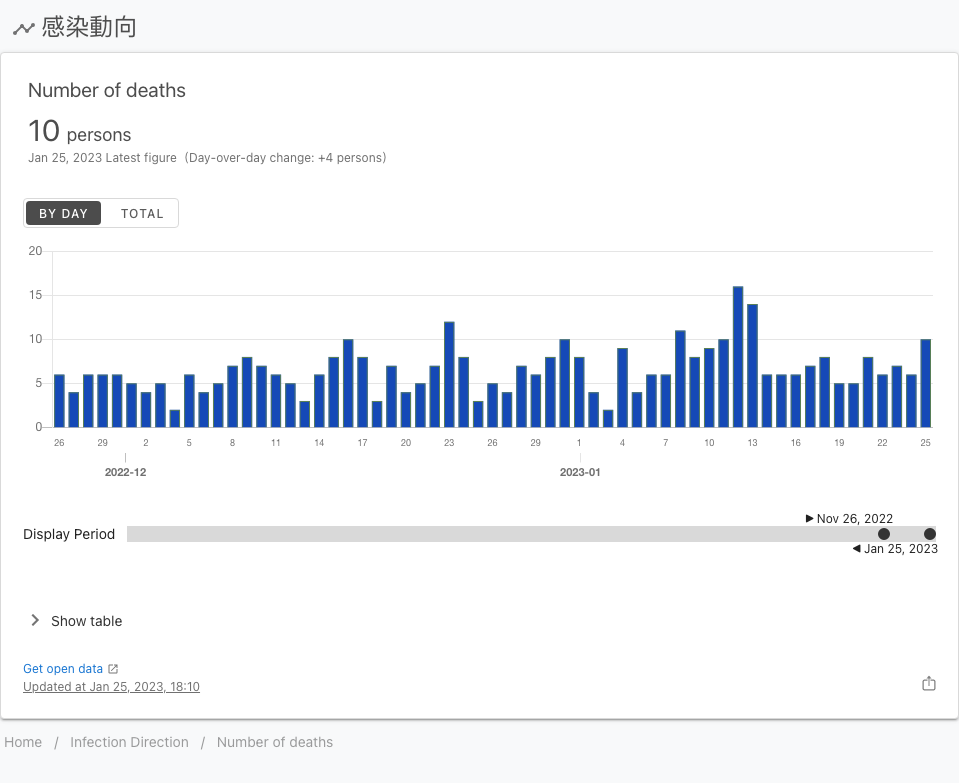 感染動向
Number of deaths
10 persons
Jan 25, 2023 Latest figure (Day-over-day change: +4 persons)
BY DAY TOTAL
20
15
10
5
0
26 29 2 5 8 11 14 17 20 23 26 29 1 4 7 10 13 16 19 22 25
2022-12 2023-01
Nov 26, 2022
Display Period
Jan 25, 2023
Show table
Get open data
Updated at Jan 25, 2023, 18:10
Home / Infection Direction / Number of deaths